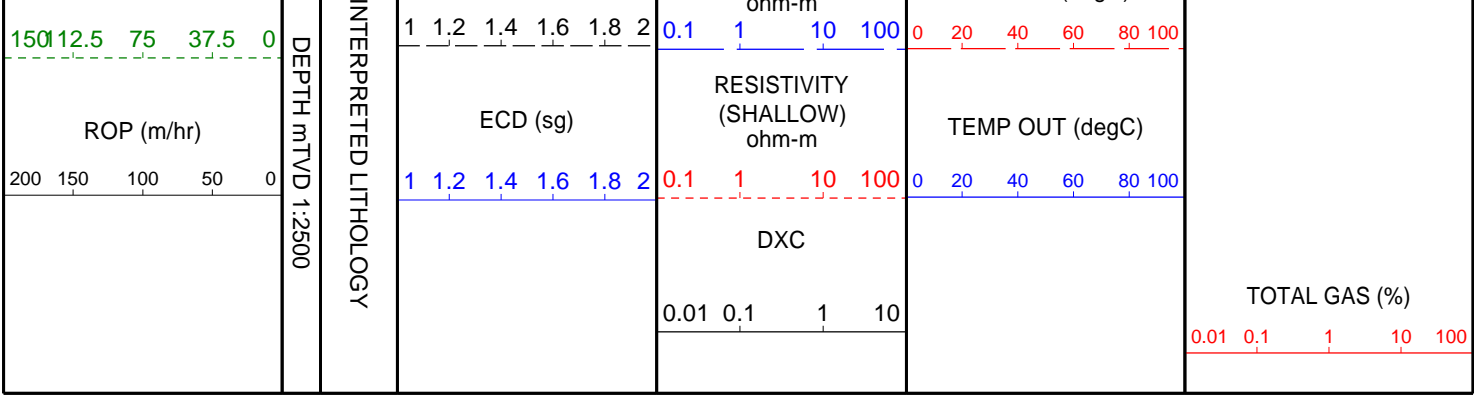 150 112.5 75 37.5 0
ROP (m/hr)
200 150 100 50 0
DEPTH mTVD 1:2500
INTERPRETED LITHOLOGY
1 1.2 1.4 1.6 1.8 2
ECD (sg)
1 1.2 1.4 1.6 1.8 2
ohm-m
0.1 1 10 100
RESISTIVITY
(SHALLOW)
ohm-m
0.1 1 10 100
DXC
0.01 0.1 1 10
0 20 40 60 80 100
TEMP OUT (degC)
0 20 40 60 80 100
TOTAL GAS (%)
0.01 0.1 1 10 100